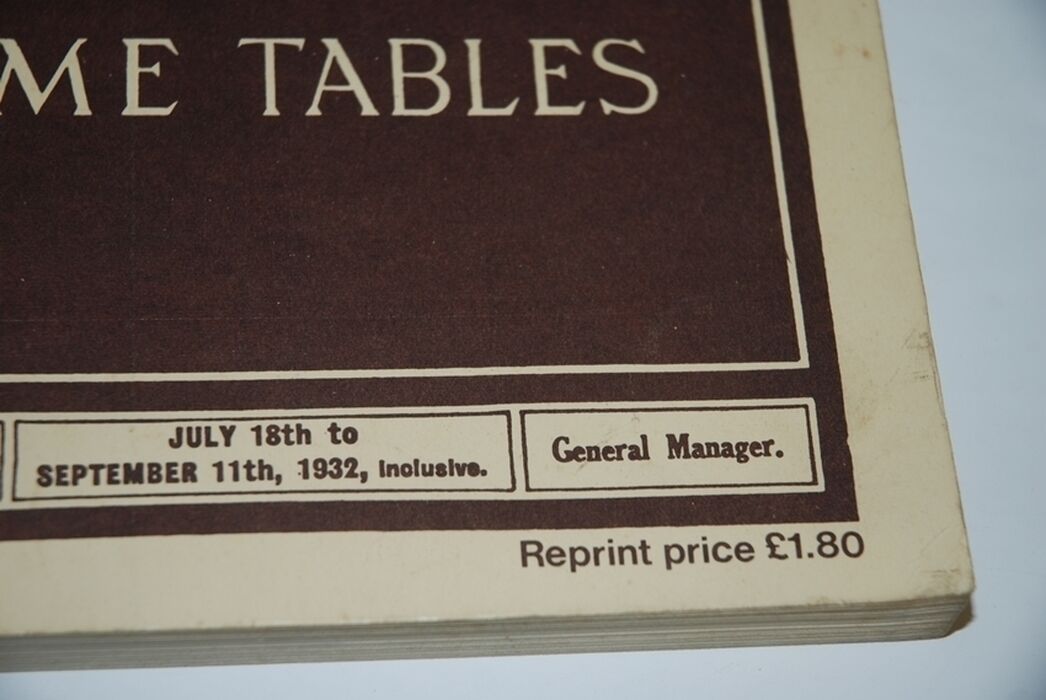 ME TABLES
JULY 18th to
SEPTEMBER 11th, 1932, inclusive.
General Manager.
Reprint price £1.80